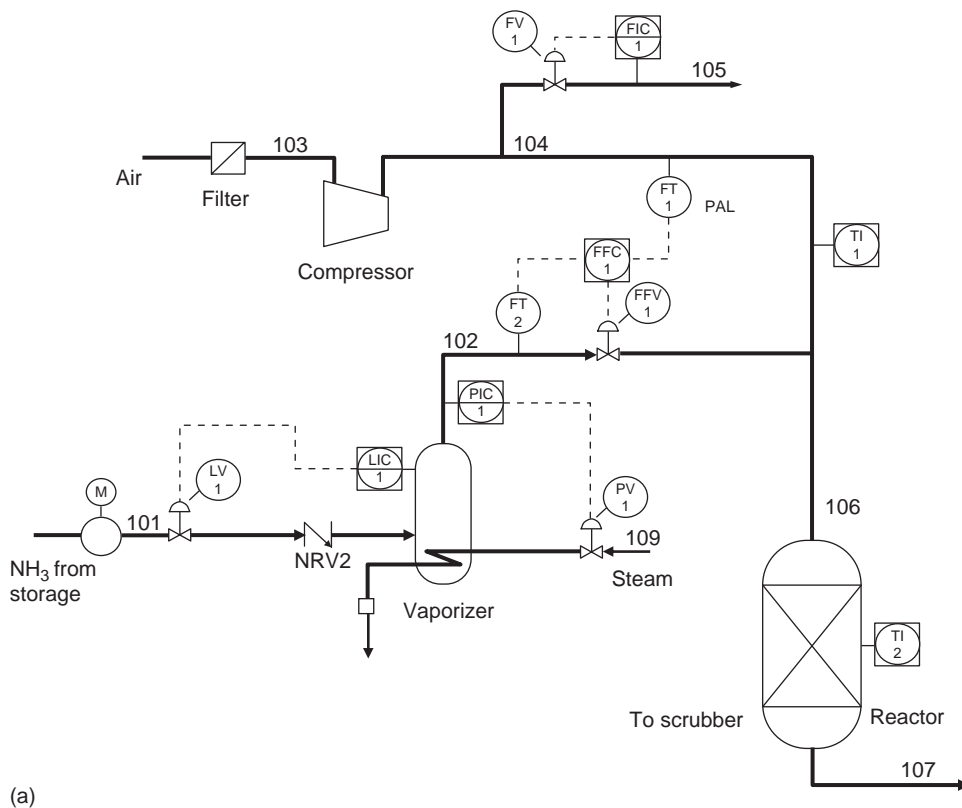 FV
1
FIC
1
105
103
104
Air
Filter
FT
1
PAL
Compressor
TI
1
FFC
1
FT
2
FFV
1
102
PIC
1
LIC
1
LV
1
PV
1
M
101
106
NRV2
109
NH3 from
storage
Steam
Vaporizer
TI
2
To scrubber
Reactor
107
(a)